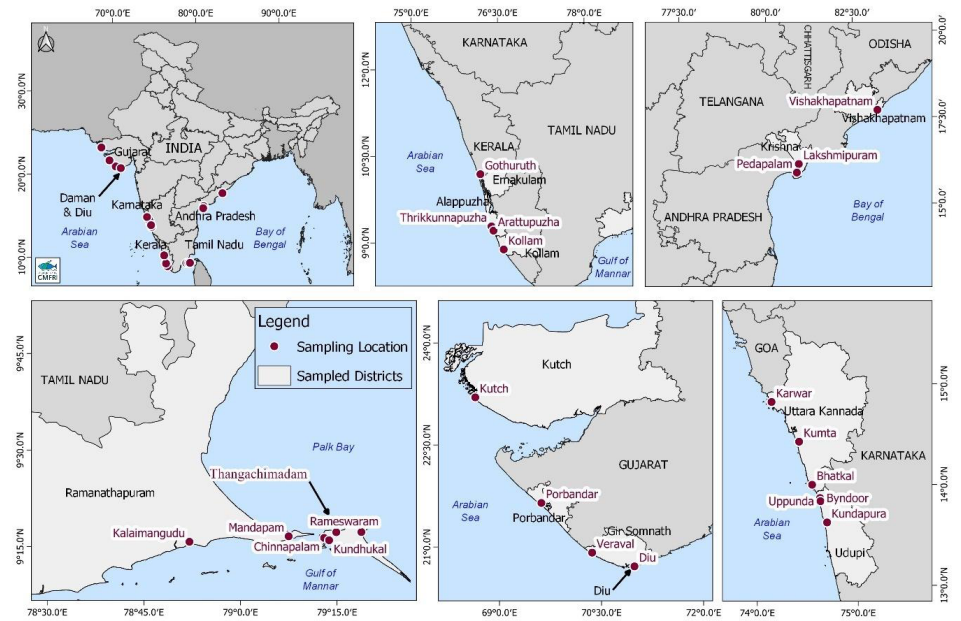 70°0.0'E 80°0.0'E 90°0.0'E
30°0.0'N
20°0.0'N
10°0.0'N
INDIA
Gujarat
Daman
& Diu
Karnataka
Andhra Pradesh
Arabian
Sea
Bay of
Bengal
Kerala
Tamil Nadu
CMFRI
75°0.0'E 76°30.0'E 78°0.0'E
12°0.0'N
10°30.0'N
9°0.0'N
KARNATAKA
TAMIL NADU
KERALA
Arabian
Sea
Gothuruth
Ernakulam
Alappuzha
Thrikkunnapuzha
Arattupuzha
Kollam
Kollam
Gulf of
Mannar
77°30.0'E 80°0.0'E 82°30.0'E
20°0.0'
17°30.0'N
15°0.0'N
CHHATTISGARH
ODISHA
TELANGANA
Vishakhapatnam
Vishakhapatnam
Krishna
Lakshmipuram
Pedapalam
ANDHRA PRADESH
Bay of
Bengal
9°45.0'N
9°30.0'N
9°15.0'N
78°30.0'E 78°45.0'E 79°0.0'E 79°15.0'E
Legend
Sampling Location
Sampled Districts
TAMIL NADU
Palk Bay
Thangachimadam
Ramanathapuram
Rameswaram
Mandapam
Kalaimangudu
Chinnapalam
Kundhukal
Gulf of
Mannar
24°0.0'N
22°30.0'N
21°0.0'N
69°0.0'E 70°30.0'E 72°0.0'E
Kutch
Kutch
GUJARAT
Arabian
Sea
Porbandar
Porbandar
Gir Somnath
Veraval
Diu
Diu
15°0.0'N
14°0.0'N
13°0.0'N
74°0.0'E 75°0.0'E
GOA
Karwar
Uttara Kannada
Kumta
KARNATAKA
Bhatkal
Byndoor
Uppunda
Kundapura
Arabian
Sea
Udupi